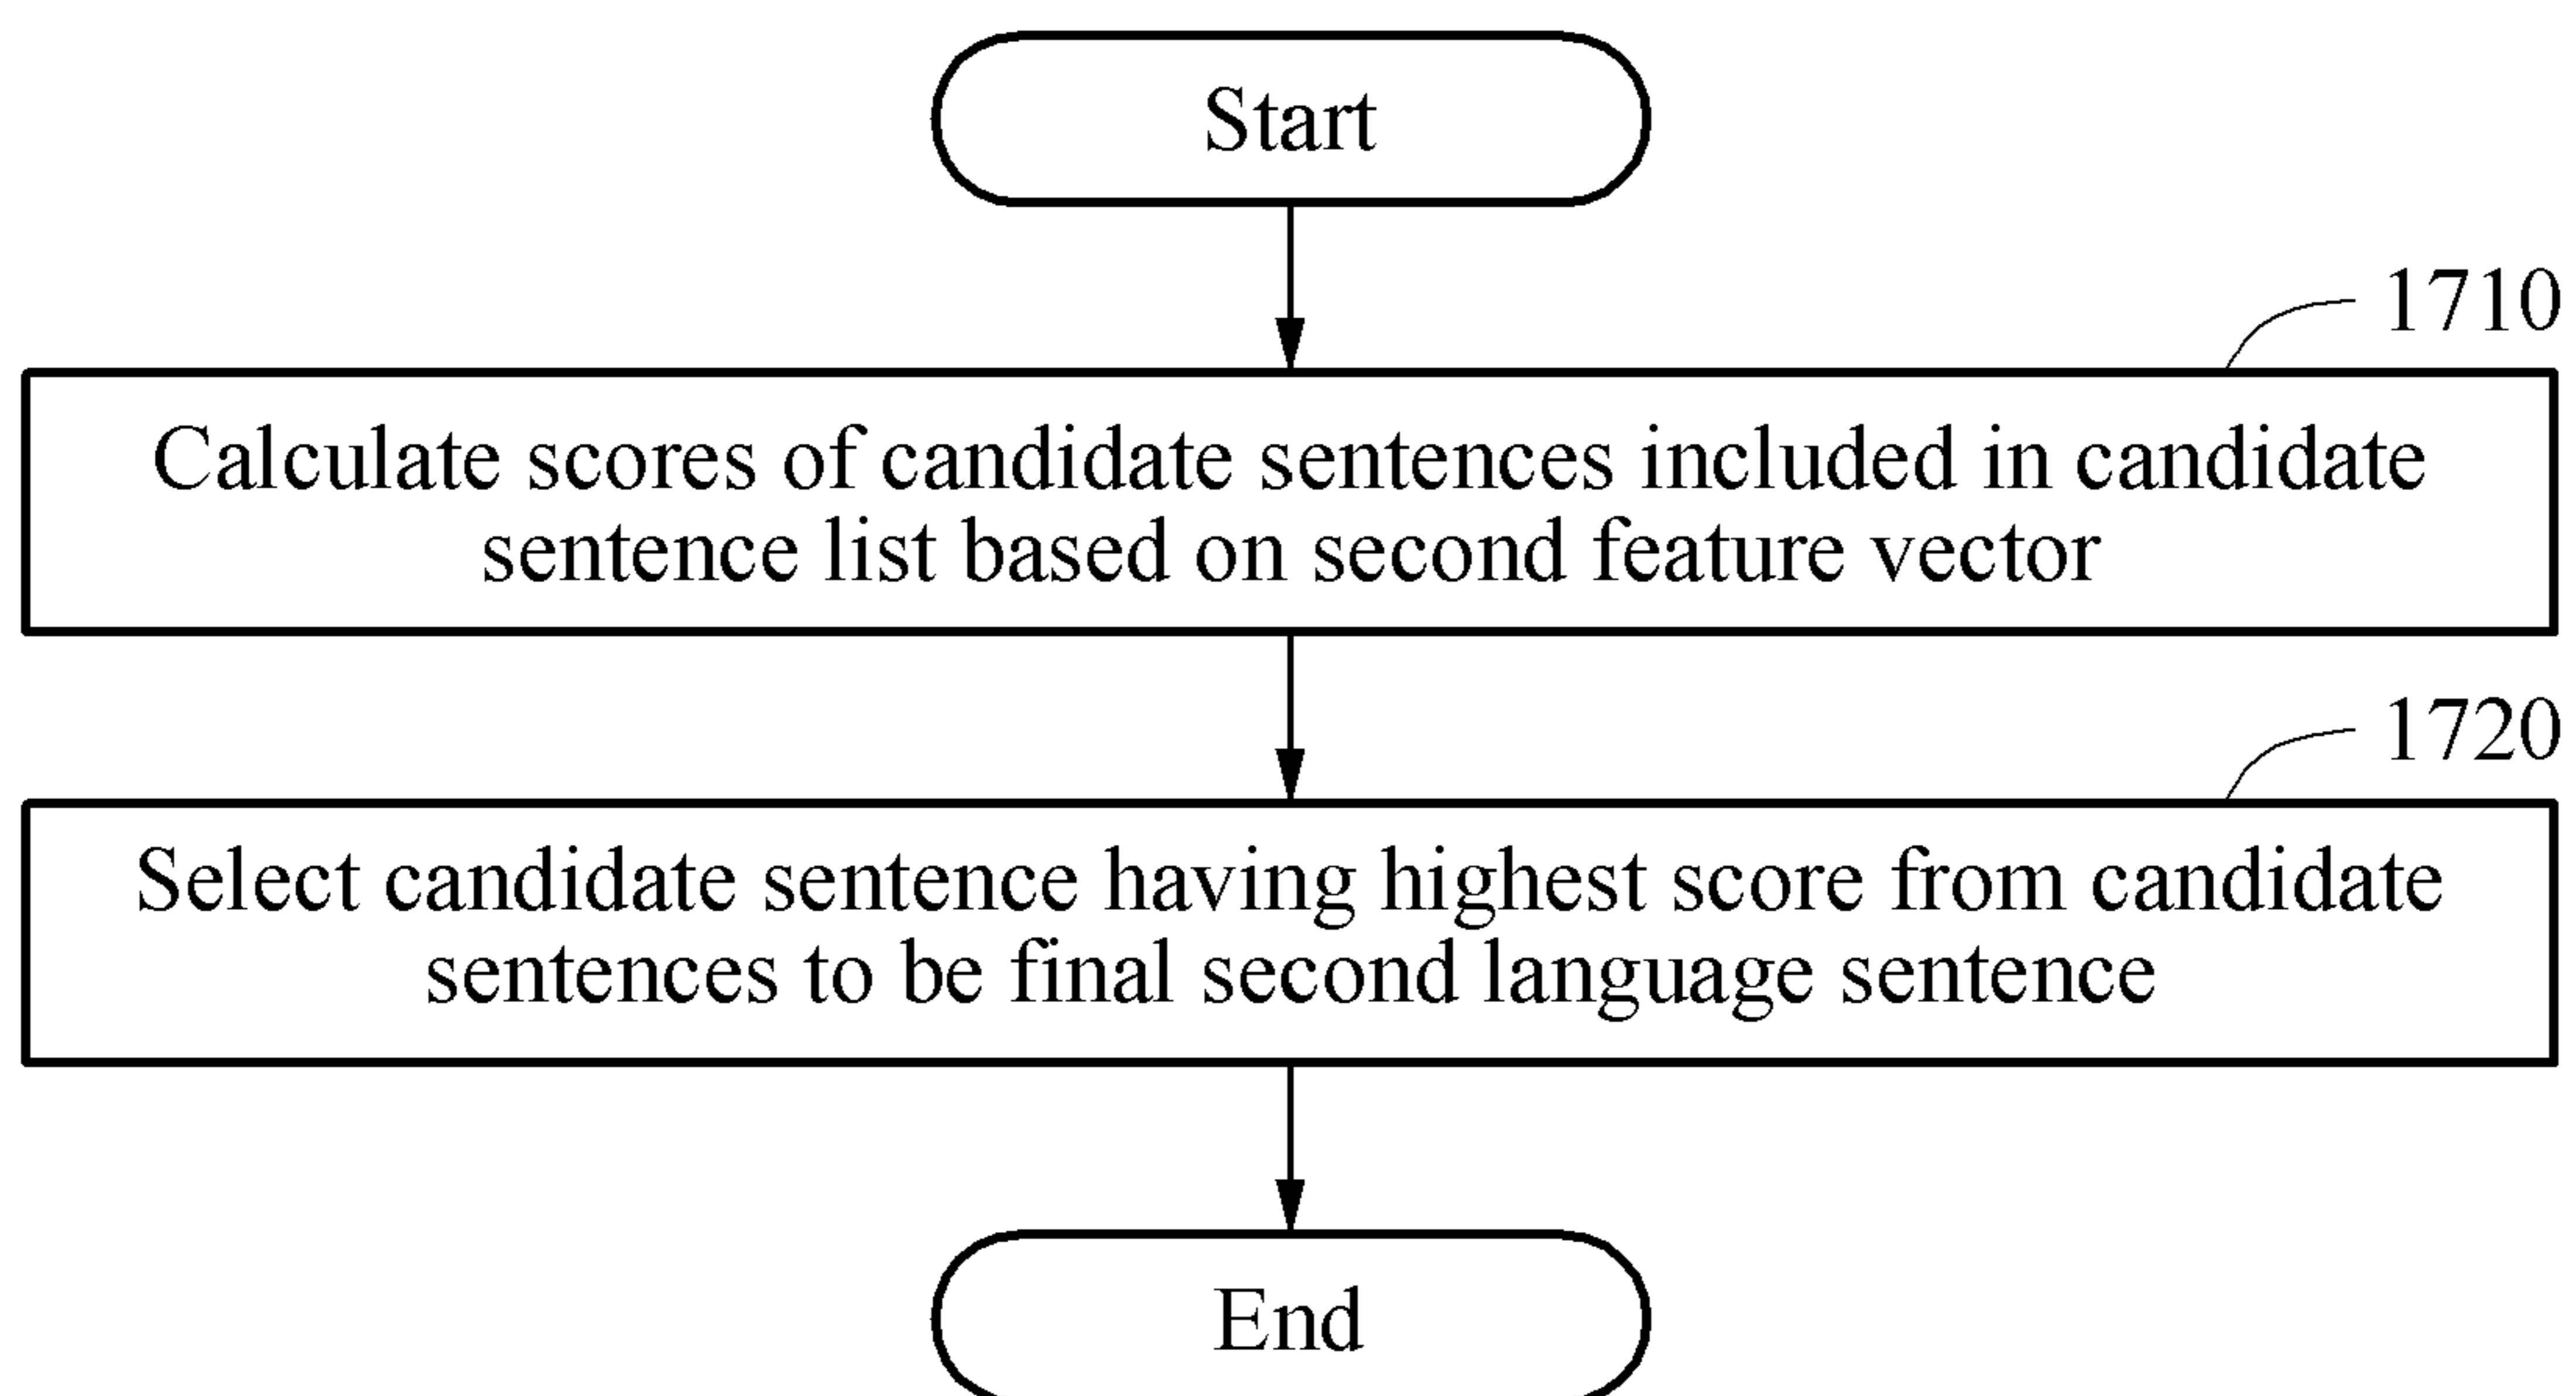 Start
1710
Calculate scores of candidate sentences included in candidate
sentence list based on second feature vector
1720
Select candidate sentence having highest score from candidate
sentences to be final second language sentence
End